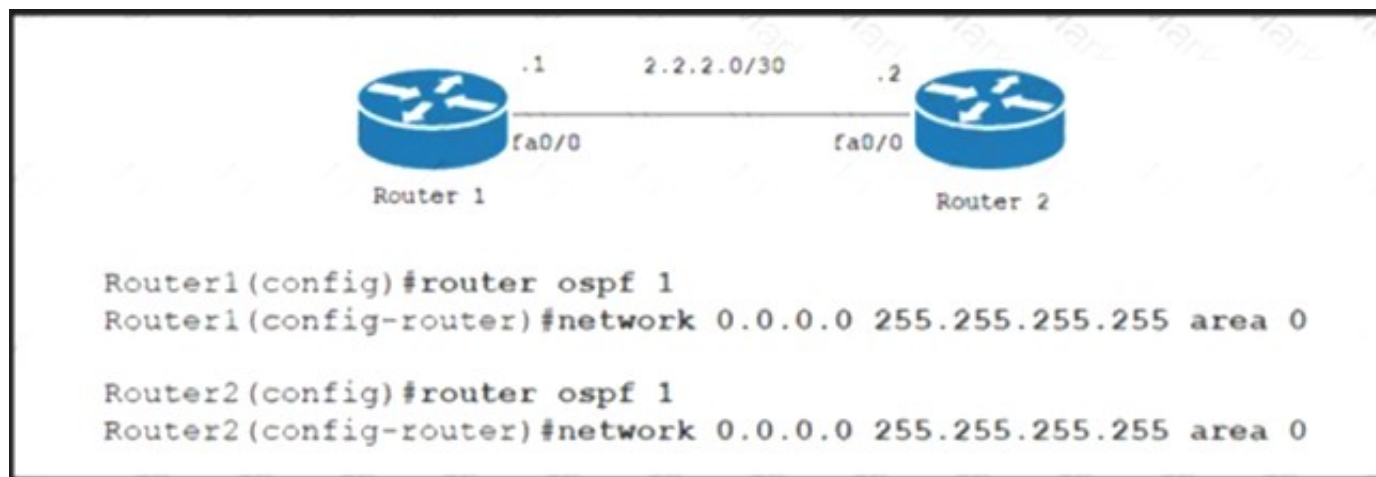 .1 2.2.2.0/30 .2
fa0/0 fa0/0
Router 1 Router 2
Router1(config)#router ospf 1
Router1(config-router)#network 0.0.0.0 255.255.255.255 area 0
Router2(config)#router ospf 1
Router2(config-router)#network 0.0.0.0 255.255.255.255 area 0